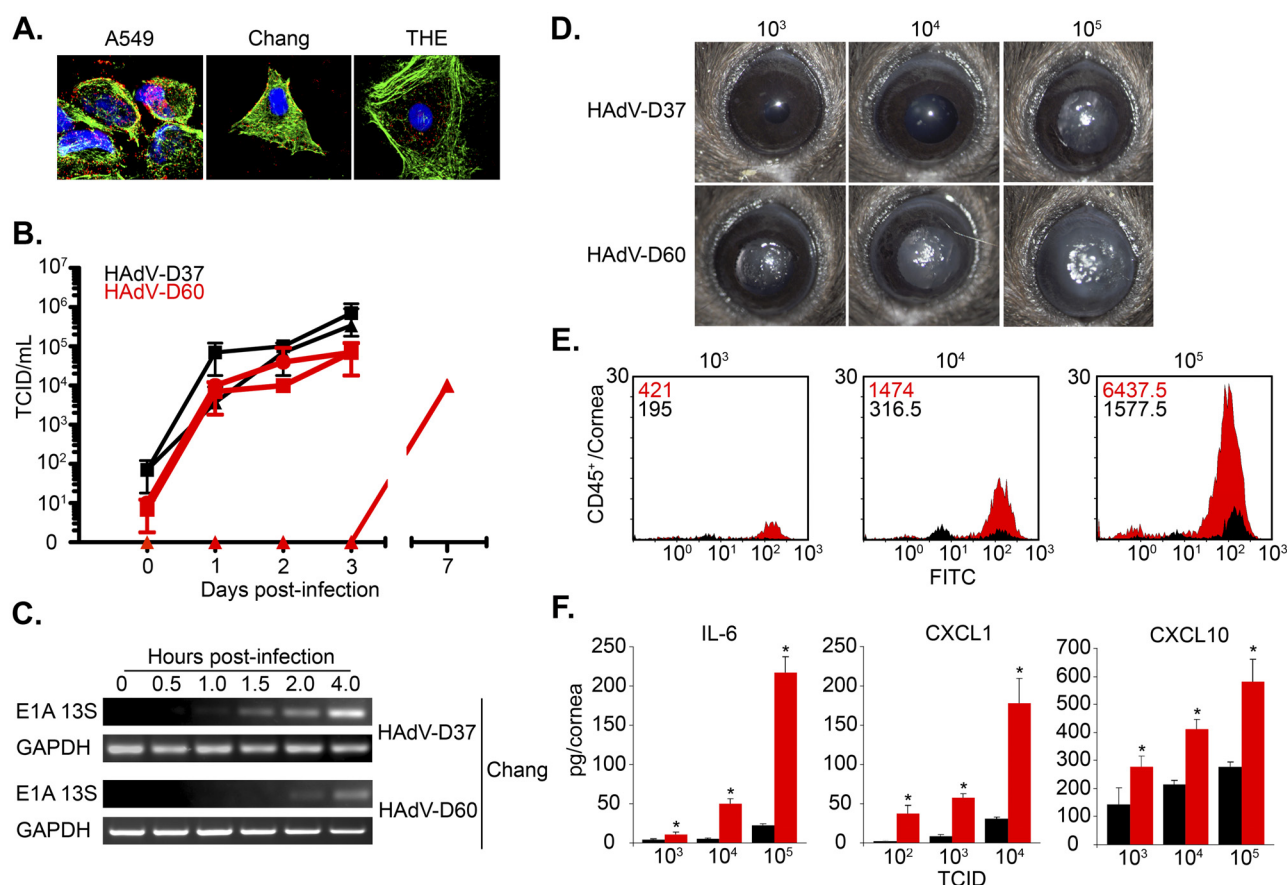 A.
A549 Chang THE
B.
HAdV-D37
HAdV-D60
TCID/mL
10⁷
10⁶
10⁵
10⁴
10³
10²
10¹
0
0 1 2 3 7
Days post-infection
C.
Hours post-infection
0 0.5 1.0 1.5 2.0 4.0
E1A 13S
GAPDH
HAdV-D37
E1A 13S
GAPDH
HAdV-D60
Chang
D.
10³ 10⁴ 10⁵
HAdV-D37
HAdV-D60
E.
10³ 10⁴ 10⁵
CD45⁺/Cornea
30
421
195
10⁰ 10¹ 10² 10³
30
1474
316.5
10⁰ 10¹ 10² 10³
30
6437.5
1577.5
10⁰ 10¹ 10² 10³
FITC
F.
IL-6
pg/cornea
250
200
150
100
50
0
* * *
10³ 10⁴ 10⁵
CXCL1
250
200
150
100
50
0
* * *
10² 10³ 10⁴
CXCL10
700
600
500
400
300
200
100
0
* * *
10³ 10⁴ 10⁵
TCID